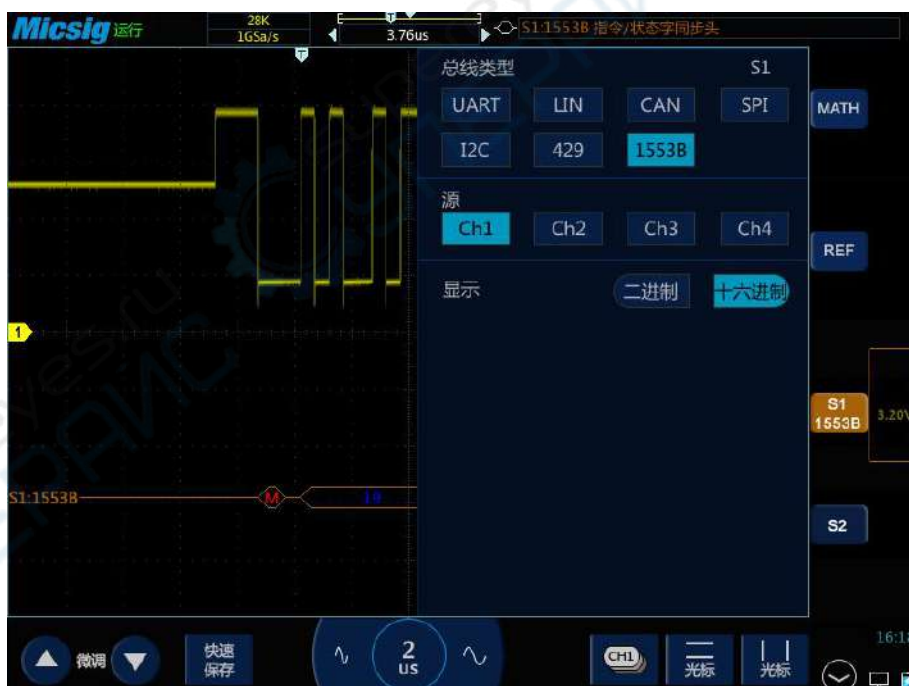 Micsig 运行
28K
1GSa/s
T
3.76us
S1:1553B 指令/状态字同步头
T
总线类型 S1
UART LIN CAN SPI
I2C 429 1553B
源
Ch1 Ch2 Ch3 Ch4
显示 二进制 十六进制
MATH
REF
1
S1
1553B
3.20V
S1:1553B M 19
S2
微调
快速
保存
2
us
CH1
光标
光标